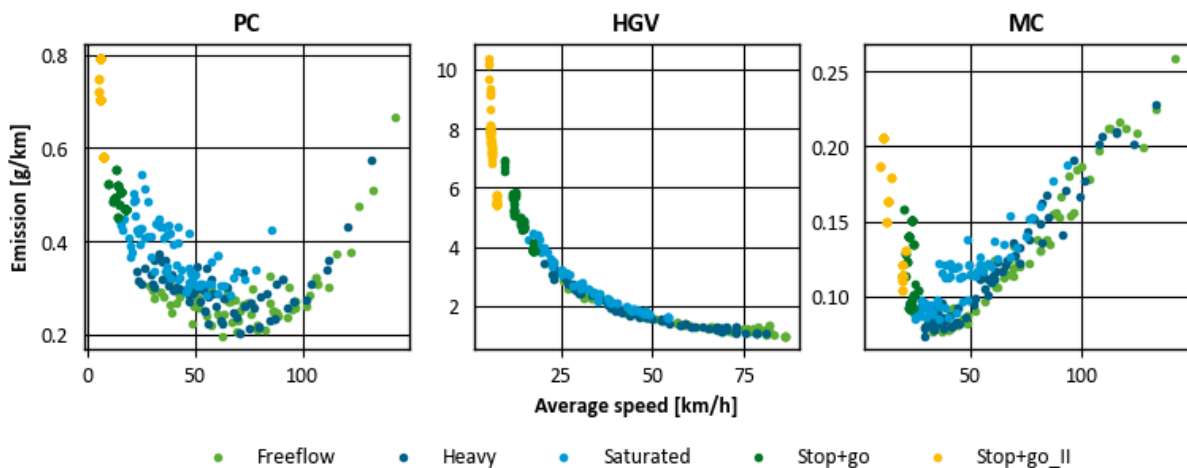 PC HGV MC
Emission [g/km]
0.8 10 0.25
0.6 8 0.20
0.4 6 0.15
0.2 4 0.10
2
0 50 100 25 50 75 50 100
Average speed [km/h]
Freeflow Heavy Saturated Stop+go Stop+go_II